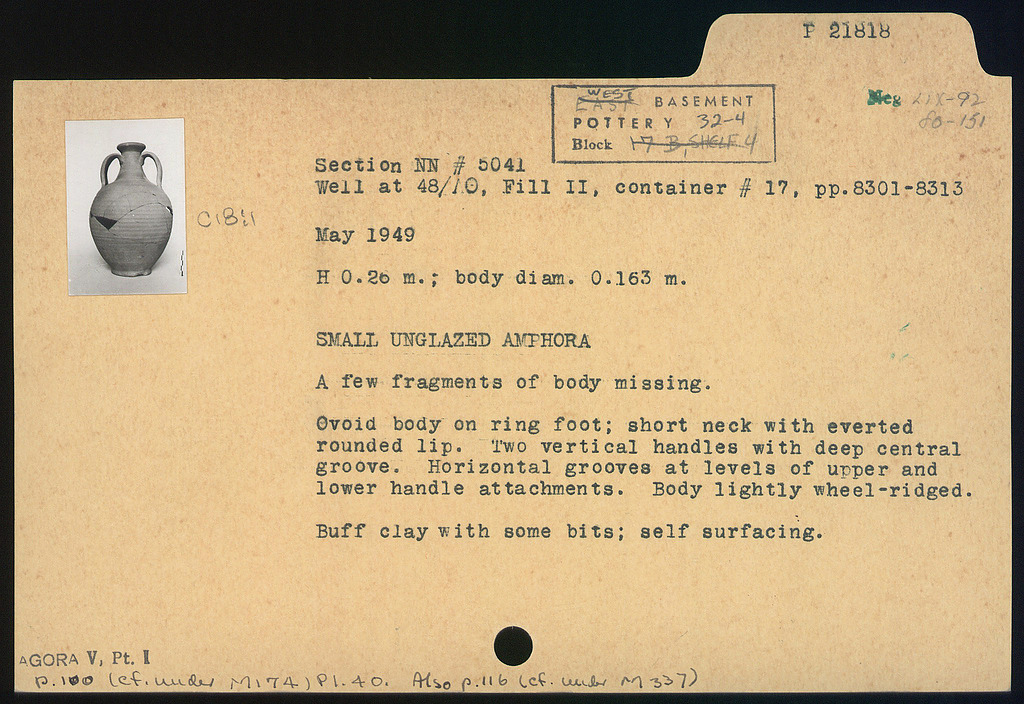 P 21818
WEST
EAST BASEMENT
POTTERY 32-4
Block 17 B, SHELF 4
Neg LIX-92
80-151
Section NN # 5041
Well at 48/ΙΟ, Fill II, container # 17, pp.8301-8313
C18:1
May 1949
H 0.26 m.; body diam. 0.163 m.
SMALL UNGLAZED AMPHORA
A few fragments of body missing.
Ovoid body on ring foot; short neck with everted
rounded lip. Two vertical handles with deep central
groove. Horizontal grooves at levels of upper and
lower handle attachments. Body lightly wheel-ridged.
Buff clay with some bits; self surfacing.
AGORA V, Pt. I
p.100 (cf. under M174) Pl. 40. Also p.116 (cf. under M337)